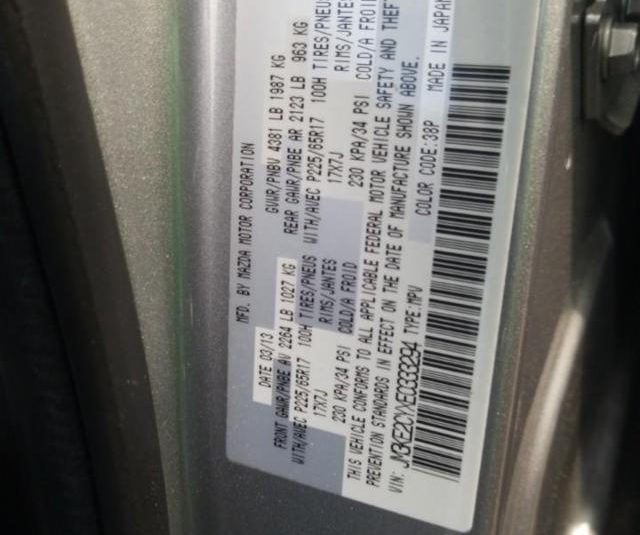 MFD. BY MAZDA MOTOR CORPORATION
DATE 03/13 GVWR/PNBV 4381 LB 1987 KG
FRONT GAWR/PNBE AV 2264 LB 1027 KG REAR GAWR/PNBE AR 2123 LB 963 KG
WITH/AVEC P225/65R17 100H TIRES/PNEUS WITH/AVEC P225/65R17 100H TIRES/PNEUS
17X7J RIMS/JANTES 17X7J RIMS/JANTES
230 KPA/34 PSI COLD/A FROID 230 KPA/34 PSI COLD/A FROID
THIS VEHICLE CONFORMS TO ALL APPLICABLE FEDERAL MOTOR VEHICLE SAFETY AND THEFT
PREVENTION STANDARDS IN EFFECT ON THE DATE OF MANUFACTURE SHOWN ABOVE.
VIN: JM3KE2CYXE0333294 TYPE:MPV COLOR CODE:38P MADE IN JAPAN